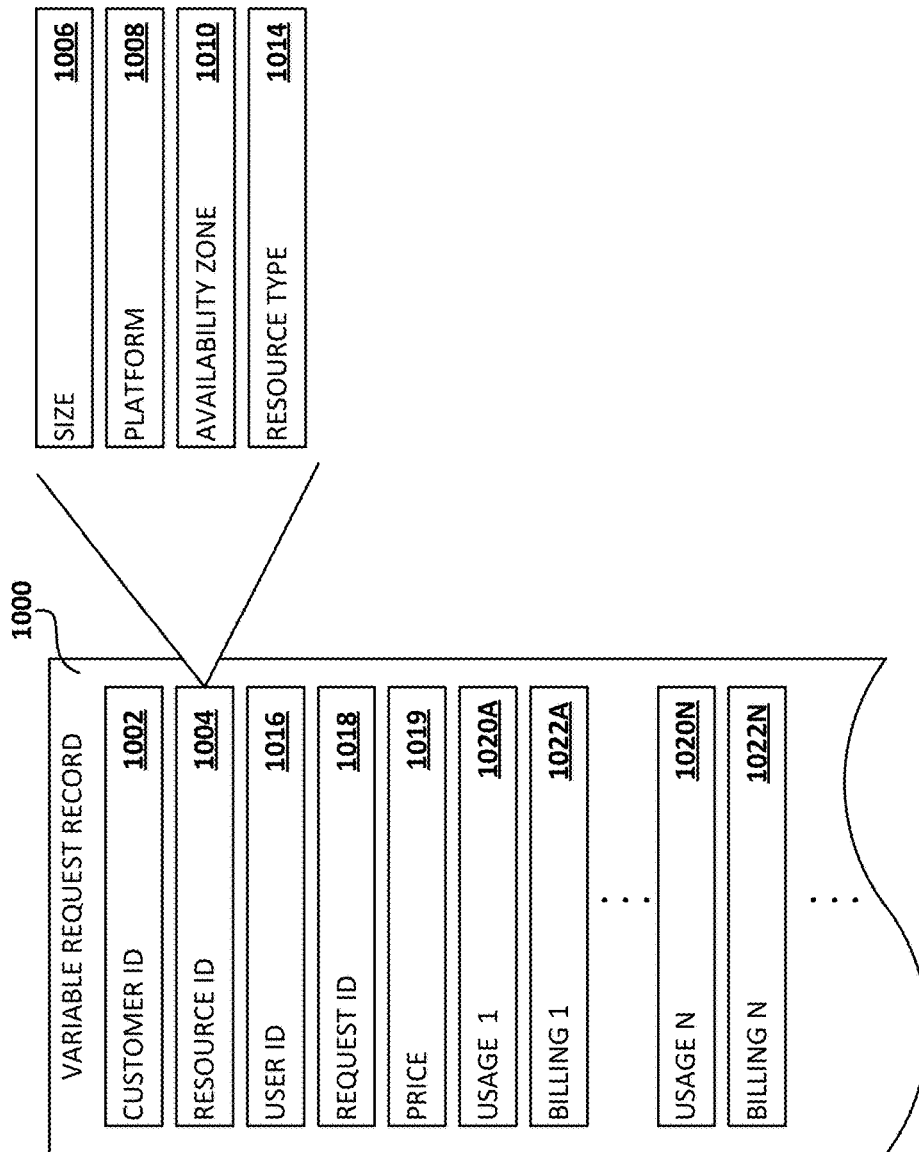 1000
VARIABLE REQUEST RECORD
CUSTOMER ID 1002
RESOURCE ID 1004
USER ID 1016
REQUEST ID 1018
PRICE 1019
USAGE 1 1020A
BILLING 1 1022A
. . .
USAGE N 1020N
BILLING N 1022N
. . .
SIZE 1006
PLATFORM 1008
AVAILABILITY ZONE 1010
RESOURCE TYPE 1014